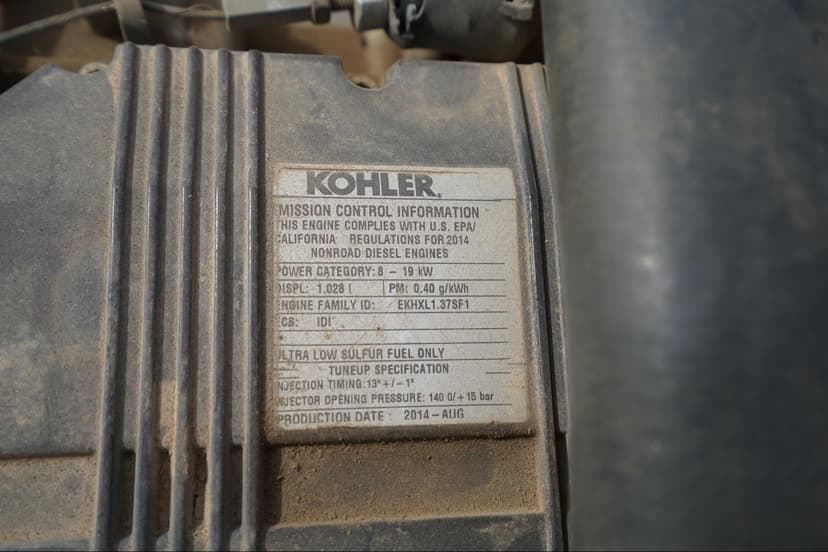 KOHLER.
MISSION CONTROL INFORMATION
THIS ENGINE COMPLIES WITH U.S. EPA/
CALIFORNIA REGULATIONS FOR 2014
NONROAD DIESEL ENGINES
POWER CATEGORY: 8 - 19 kW
DISPL: 1.028 l PM: 0.40 g/kWh
ENGINE FAMILY ID: EKHXL1.37SF1
ECS: IDI
ULTRA LOW SULFUR FUEL ONLY
TUNEUP SPECIFICATION
INJECTION TIMING: 13° +/- 1°
INJECTOR OPENING PRESSURE: 140 0/+ 15 bar
PRODUCTION DATE: 2014-AUG